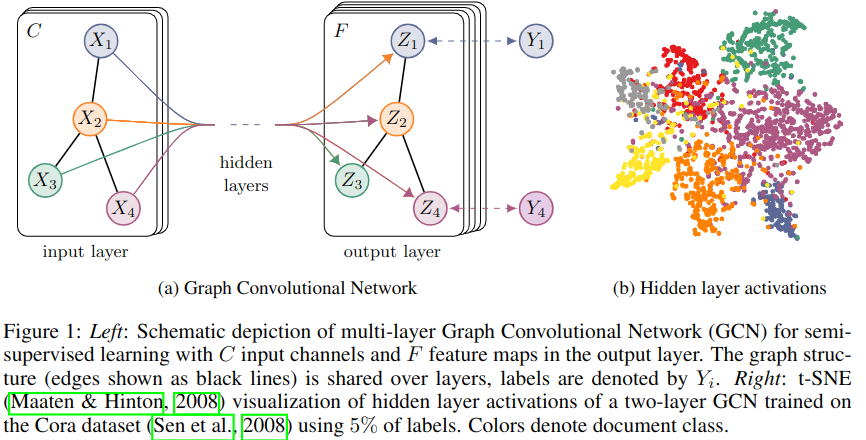 C
X1
X2
X3
X4
input layer
hidden
layers
F
Z1
Z2
Z3
Z4
output layer
Y1
Y4
(a) Graph Convolutional Network
(b) Hidden layer activations
Figure 1: Left: Schematic depiction of multi-layer Graph Convolutional Network (GCN) for semi-
supervised learning with C input channels and F feature maps in the output layer. The graph struc-
ture (edges shown as black lines) is shared over layers, labels are denoted by Yi. Right: t-SNE
(Maaten & Hinton, 2008) visualization of hidden layer activations of a two-layer GCN trained on
the Cora dataset (Sen et al., 2008) using 5% of labels. Colors denote document class.